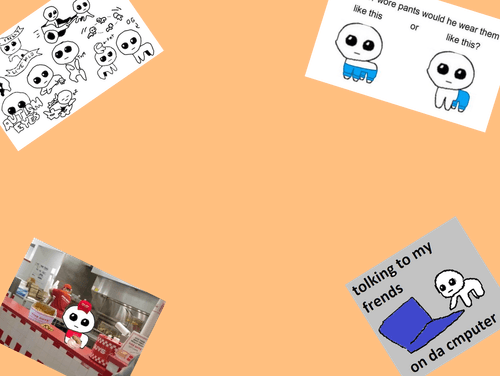 AUTISM
EYES
wore pants would he wear them
like this or like this?
tolking to my
frends
on da cmputer